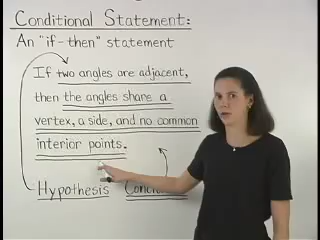 Conditional Statement:
An "if-then" statement
If two angles are adjacent,
then the angles share a
vertex, a side, and no common
interior points.
Hypothesis